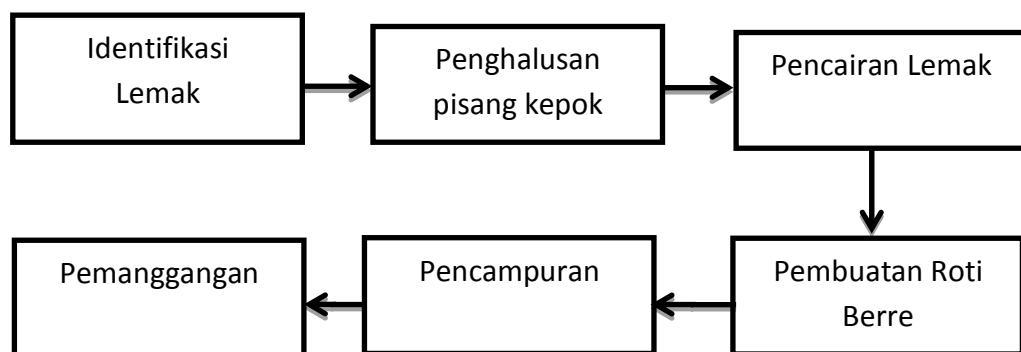 Identifikasi
Lemak
Penghalusan
pisang kepok
Pencairan Lemak
Pembuatan Roti
Berre
Pencampuran
Pemanggangan